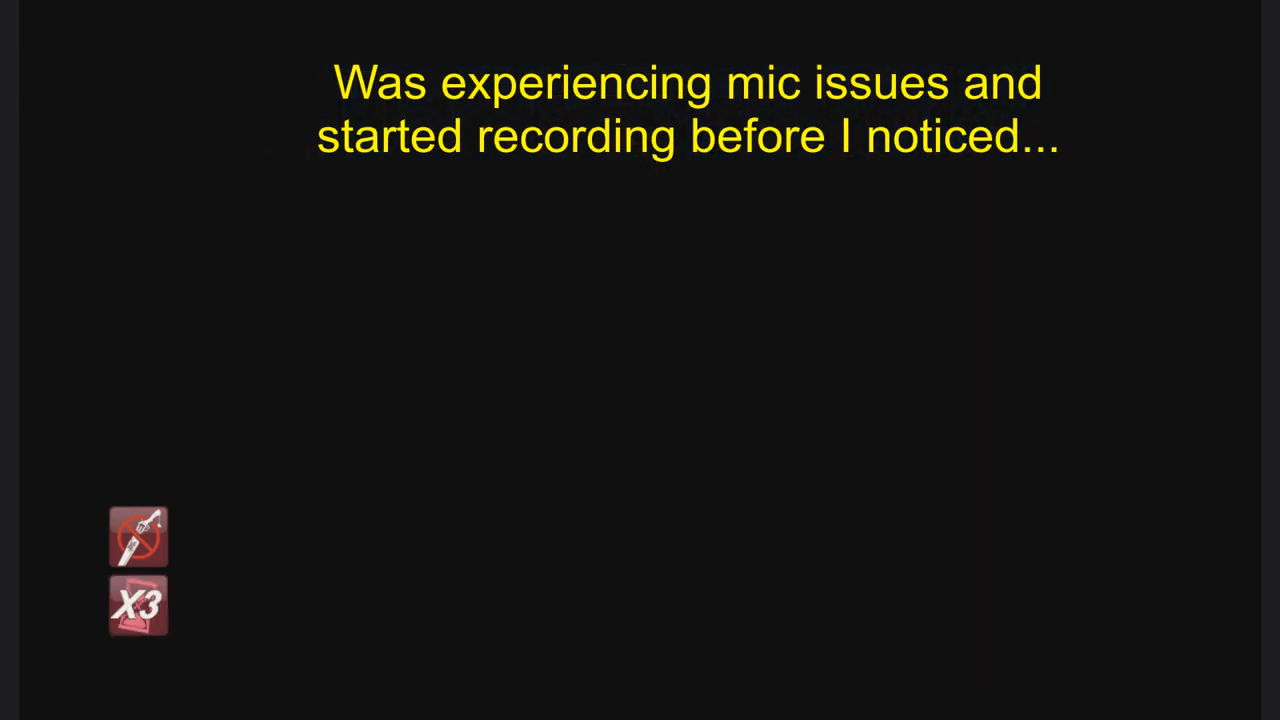 Was experiencing mic issues and
started recording before I noticed...
X3